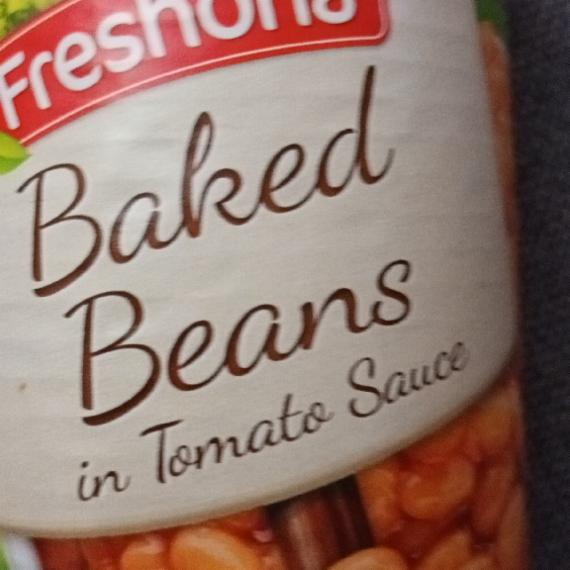 Freshona
Baked
Beans
in Tomato Sauce